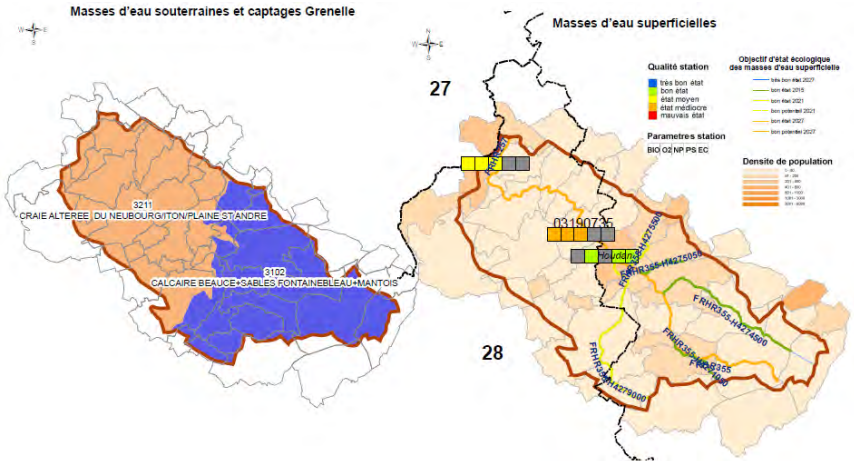 Masses d'eau souterraines et captages Grenelle
3211
CRAIE ALTEREE DU NEUBOURG/ITON/PLAINE ST ANDRE
3102
CALCAIRE BEAUCE+SABLES FONTAINEBLEAU+MANTOIS
Masses d'eau superficielles
27
28
Qualité station
très bon état
bon état
état moyen
état médiocre
mauvais état
Parametres station
BIO O2 NP PS EC
Objectif d'état écologique
des masses d'eau superficielle
très bon état 2027
bon état 2015
bon état 2021
bon potentiel 2021
bon état 2027
bon potentiel 2027
Densite de population
03190735
Houdan
FRHR355-H4275050
FRHR355-H4274500